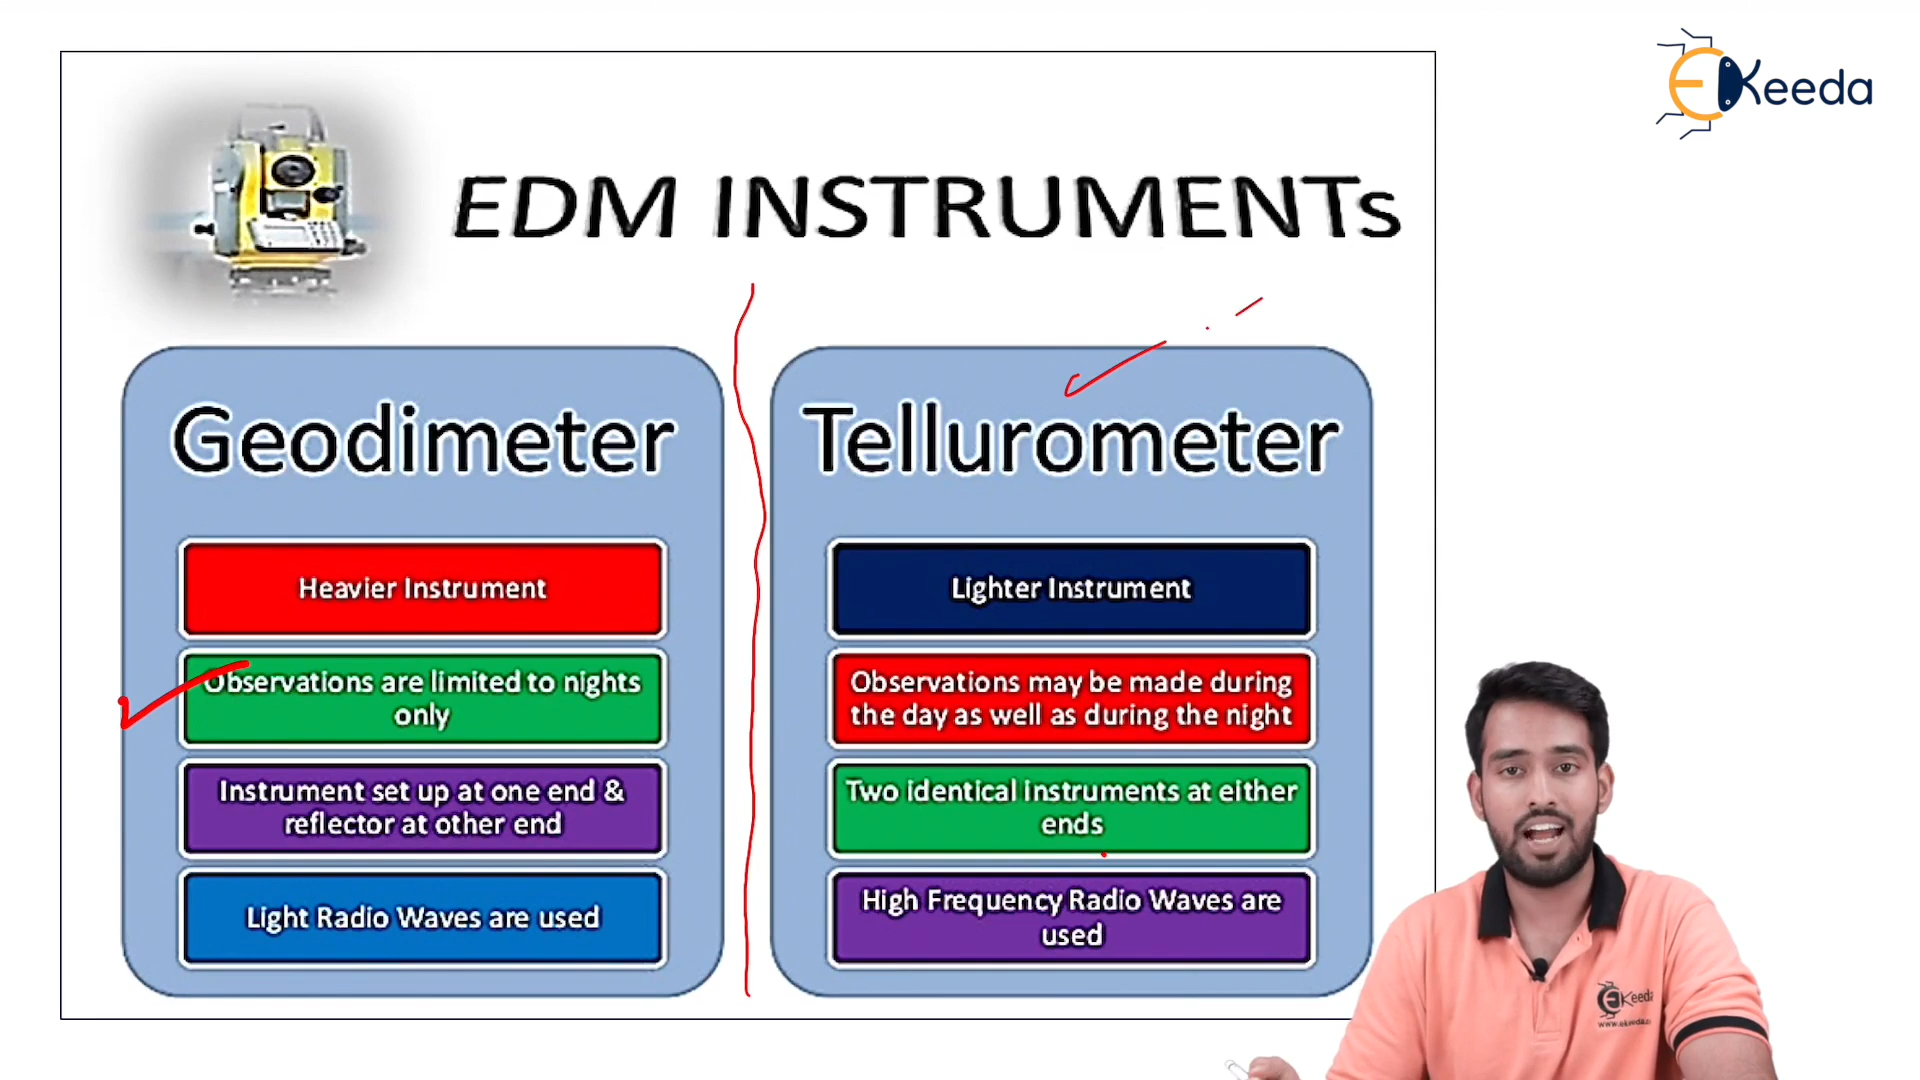 EKeeda
EDM INSTRUMENTs
Geodimeter
Heavier Instrument
Observations are limited to nights
only
Instrument set up at one end &
reflector at other end
Light Radio Waves are used
Tellurometer
Lighter Instrument
Observations may be made during
the day as well as during the night
Two identical instruments at either
ends
High Frequency Radio Waves are
used
EKeeda